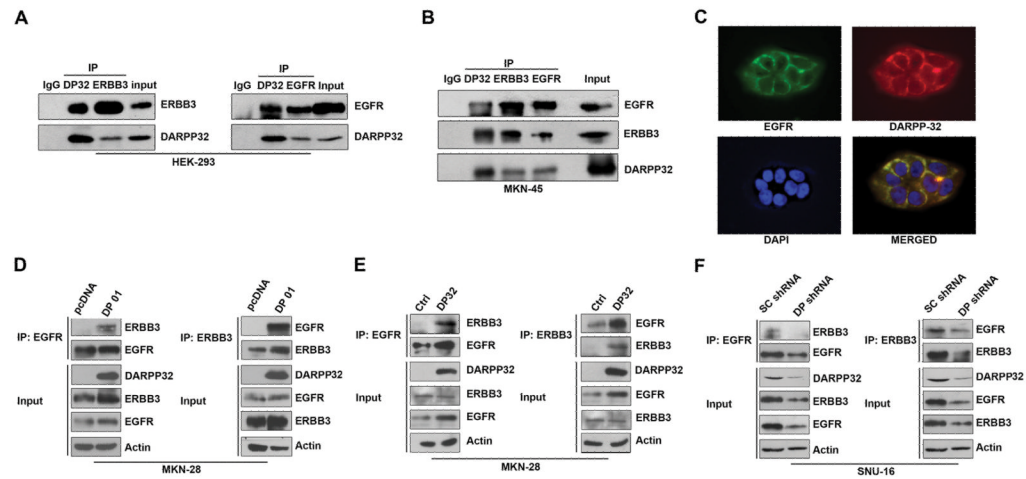 A
IP
IgG DP32 ERBB3 input
ERBB3
DARPP32
IP
IgG DP32 EGFR Input
EGFR
DARPP32
HEK-293
B
IP
IgG DP32 ERBB3 EGFR Input
EGFR
ERBB3
DARPP32
MKN-45
C
EGFR
DARPP-32
DAPI
MERGED
D
pcDNA
DP 01
IP: EGFR
ERBB3
EGFR
Input
DARPP32
ERBB3
EGFR
Actin
pcDNA
DP 01
IP: ERBB3
EGFR
ERBB3
Input
DARPP32
EGFR
ERBB3
Actin
MKN-28
E
Ctrl
DP32
IP: EGFR
ERBB3
EGFR
Input
DARPP32
ERBB3
EGFR
Actin
Ctrl
DP32
IP: ERBB3
EGFR
ERBB3
Input
DARPP32
EGFR
ERBB3
Actin
MKN-28
F
SC shRNA
DP shRNA
IP: EGFR
ERBB3
EGFR
Input
DARPP32
ERBB3
EGFR
Actin
SC shRNA
DP shRNA
IP: ERBB3
EGFR
ERBB3
Input
DARPP32
EGFR
ERBB3
Actin
SNU-16